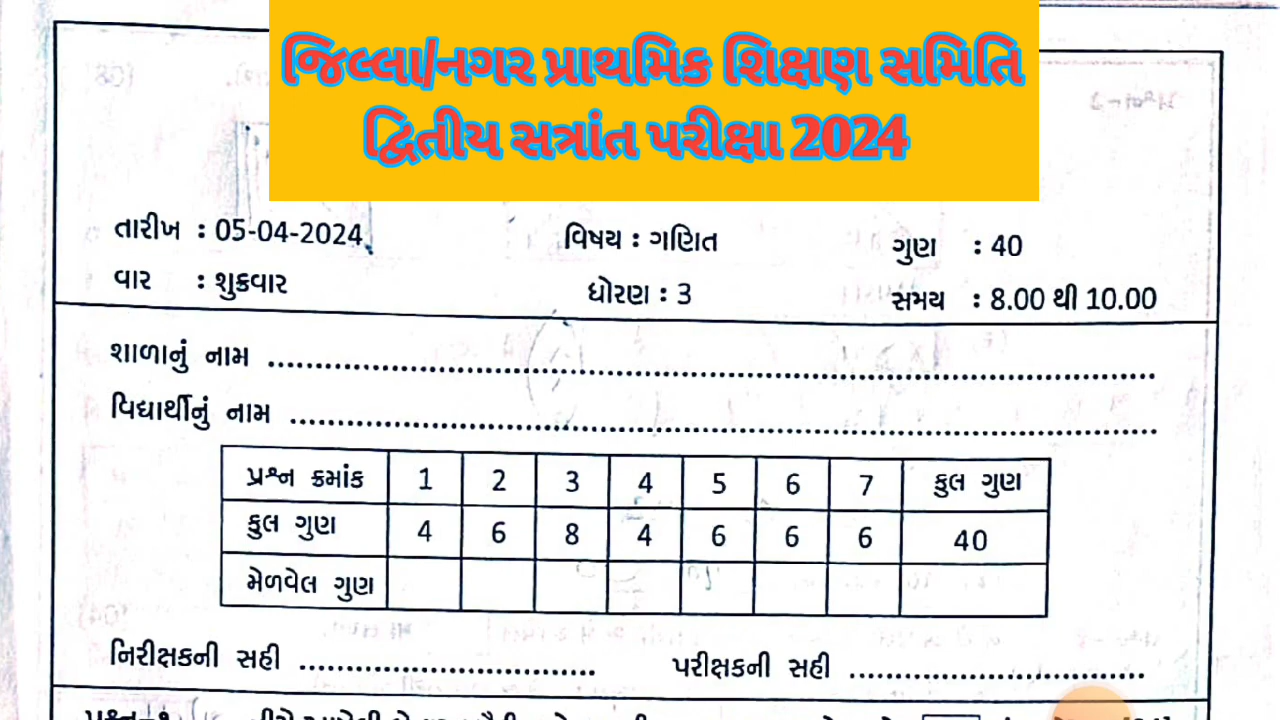 જિલ્લા/નગર પ્રાથમિક શિક્ષણ સમિતિ
દ્વિતીય સત્રાંત પરીક્ષા 2024
તારીખ : 05-04-2024 વિષય : ગણિત ગુણ : 40
વાર : શુક્રવાર ધોરણ : 3 સમય : 8.00 થી 10.00
શાળાનું નામ ........................................
વિદ્યાર્થીનું નામ ........................................
પ્રશ્ન ક્રમાંક 1 2 3 4 5 6 7 કુલ ગુણ
કુલ ગુણ 4 6 8 4 6 6 6 40
મેળવેલ ગુણ
નિરીક્ષકની સહી .............................. પરીક્ષકની સહી ..............................